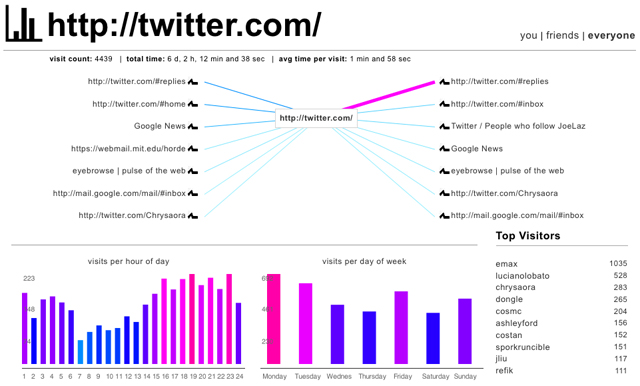 http://twitter.com/
you | friends | everyone
visit count: 4439 | total time: 6 d, 2 h, 12 min and 38 sec | avg time per visit: 1 min and 58 sec
http://twitter.com/#replies
http://twitter.com/#home
Google News
https://webmail.mit.edu/horde
eyebrowse | pulse of the web
http://mail.google.com/mail/#inbox
http://twitter.com/Chrysaora
http://twitter.com/
http://twitter.com/#replies
http://twitter.com/#inbox
Twitter / People who follow JoeLaz
Google News
eyebrowse | pulse of the web
http://twitter.com/Chrysaora
http://mail.google.com/mail/#inbox
visits per hour of day
223
48
1 2 3 4 5 6 7 8 9 10 11 12 13 14 15 16 17 18 19 20 21 22 23 24
visits per day of week
Monday Tuesday Wednes Thursday Friday Saturday Sunday
Top Visitors
emax 1035
lucianolobato 528
chrysaora 283
dongle 265
cosmc 204
ashleyford 156
costan 152
sporkruncible 151
jliu 117
refik 111